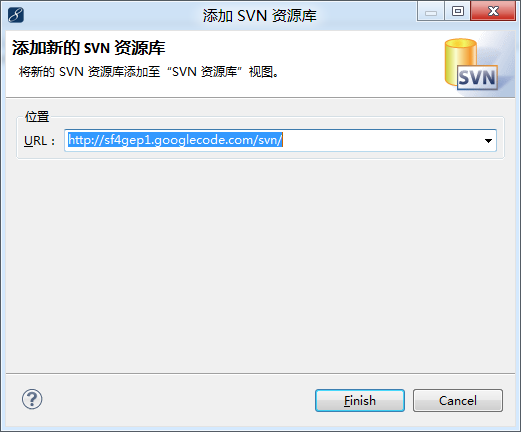 添加 SVN 资源库
添加新的 SVN 资源库
将新的 SVN 资源库添加至“SVN 资源库”视图。
SVN
位置
URL：
http://sf4gep1.googlecode.com/svn/
?
Finish
Cancel